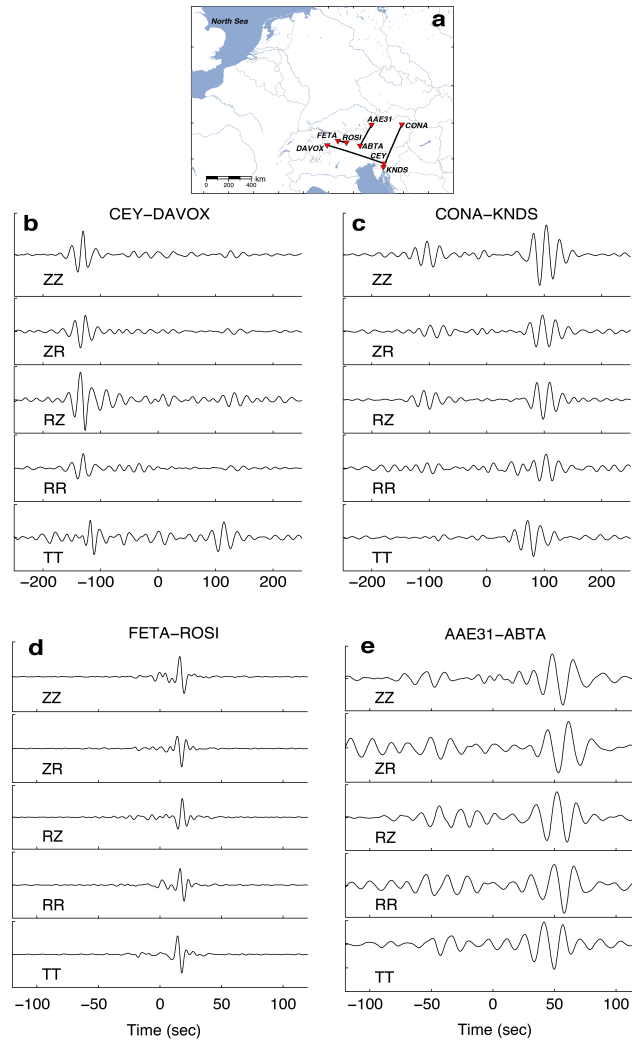 a
North Sea
AAE31
CONA
FETA
ROSI
DAVOX
ABTA
CEY
KNDS
0 200 400 km
b CEY–DAVOX
ZZ
ZR
RZ
RR
TT
−200 −100 0 100 200
c CONA–KNDS
ZZ
ZR
RZ
RR
TT
−200 −100 0 100 200
d FETA–ROSI
ZZ
ZR
RZ
RR
TT
−100 −50 0 50 100
Time (sec)
e AAE31–ABTA
ZZ
ZR
RZ
RR
TT
−100 −50 0 50 100
Time (sec)